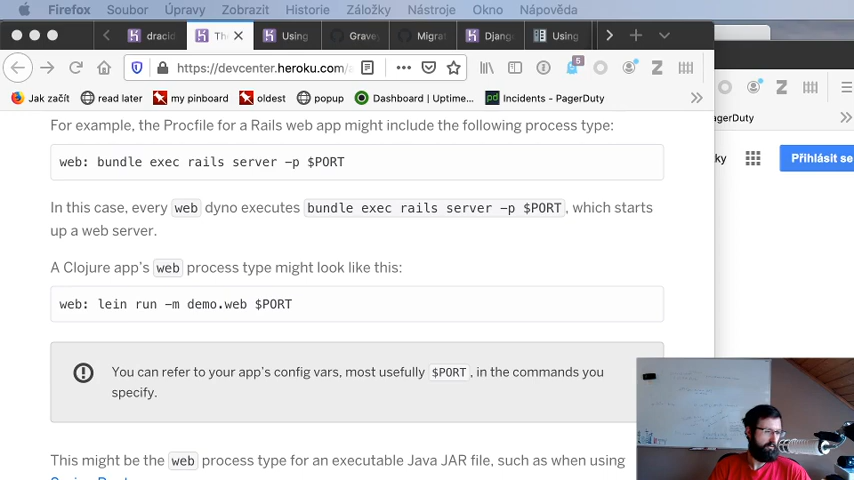 Firefox Soubor Úpravy Zobrazit Historie Záložky Nástroje Okno Nápověda
dracid Th Using Grave Migrat Djang Using
https://devcenter.heroku.com/a 5
Jak začít read later my pinboard oldest popup Dashboard | Uptime... Incidents - PagerDuty
agerDuty
ky Přihlásit se
For example, the Procfile for a Rails web app might include the following process type:
web: bundle exec rails server -p $PORT
In this case, every web dyno executes bundle exec rails server -p $PORT, which starts
up a web server.
A Clojure app's web process type might look like this:
web: lein run -m demo.web $PORT
You can refer to your app's config vars, most usefully $PORT, in the commands you
specify.
This might be the web process type for an executable Java JAR file, such as when using